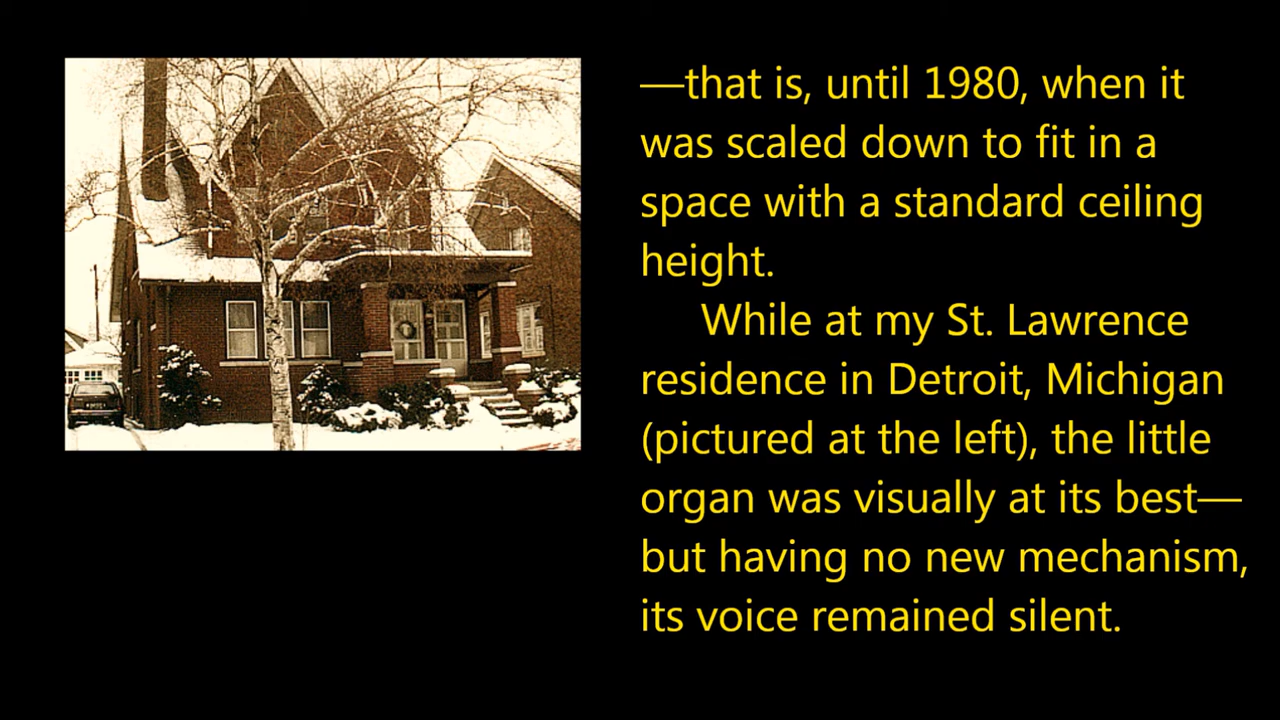 —that is, until 1980, when it
was scaled down to fit in a
space with a standard ceiling
height.
While at my St. Lawrence
residence in Detroit, Michigan
(pictured at the left), the little
organ was visually at its best—
but having no new mechanism,
its voice remained silent.